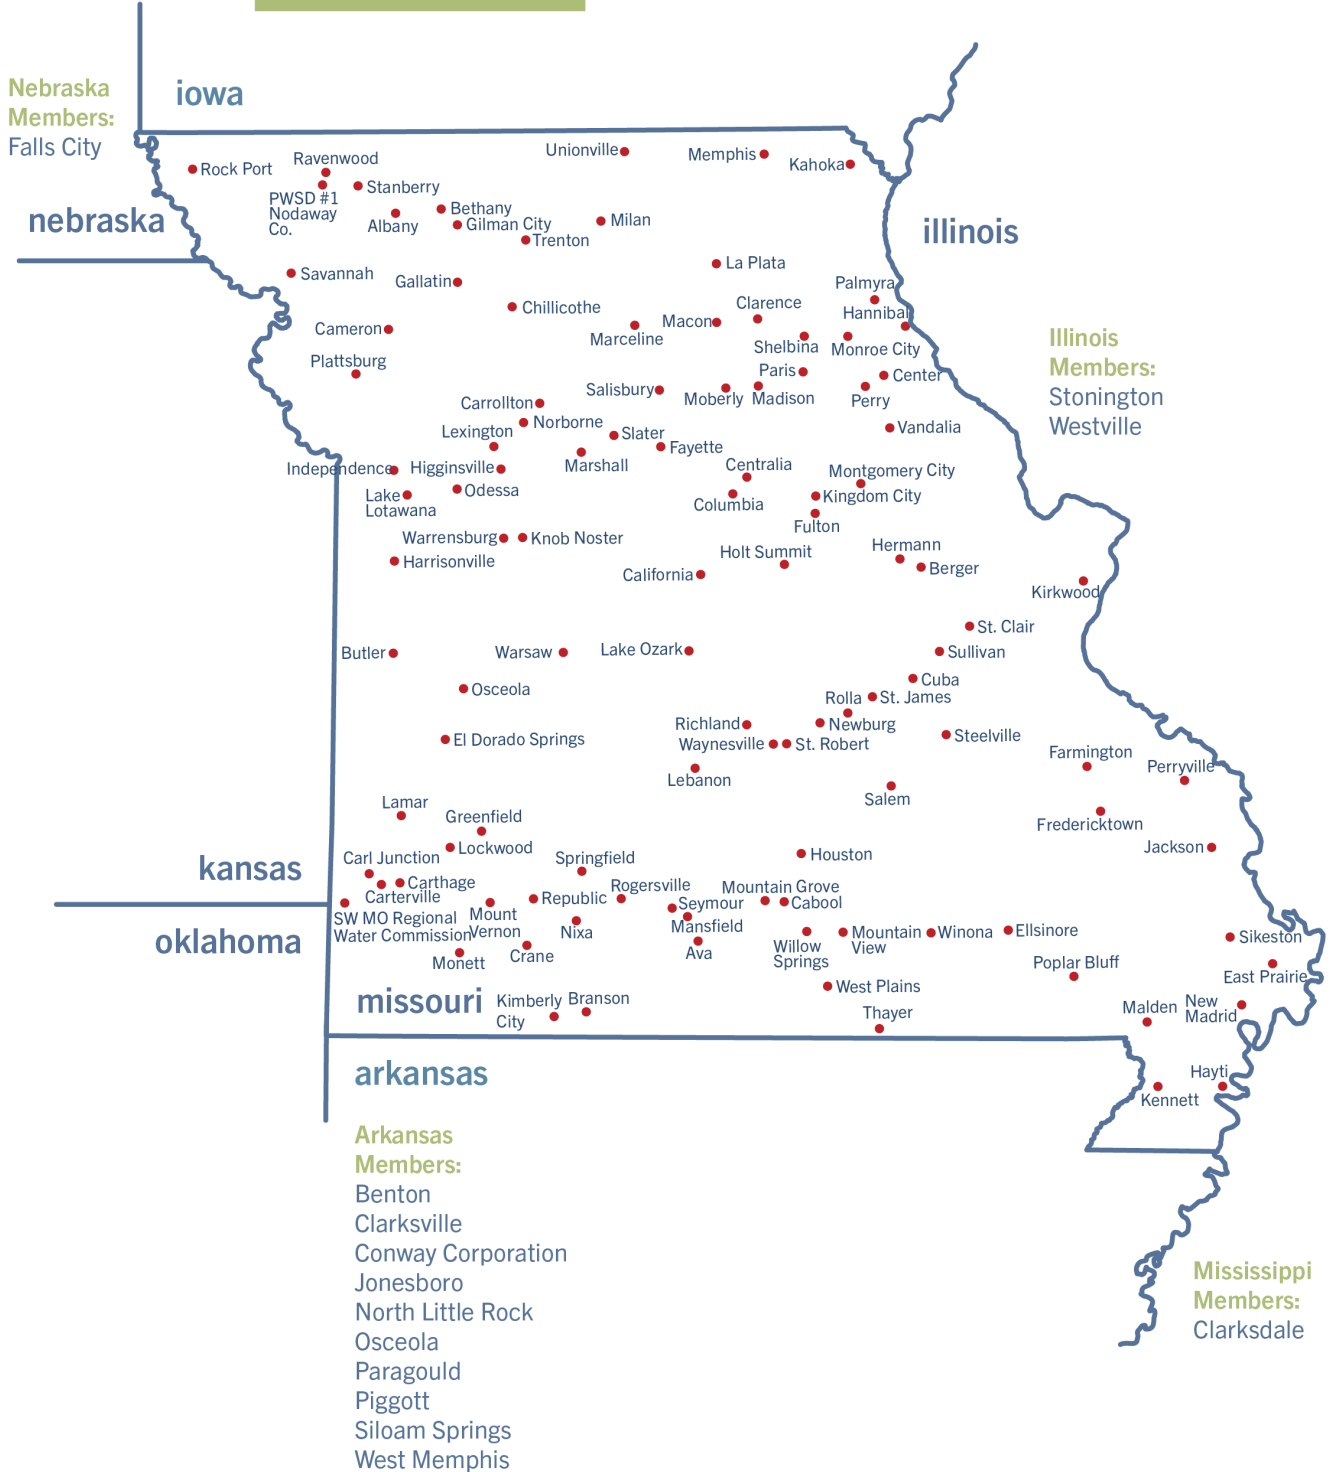 Nebraska
Members:
Falls City
iowa
nebraska
illinois
Rock Port
Ravenwood
PWSD #1
Nodaway
Co.
Stanberry
Albany
Bethany
Gilman City
Trenton
Unionville
Milan
Memphis
Kahoka
Savannah
Gallatin
La Plata
Palmyra
Hannibal
Clarence
Chillicothe
Cameron
Marceline
Macon
Shelbina
Monroe City
Plattsburg
Paris
Center
Salisbury
Moberly
Madison
Perry
Illinois
Members:
Stonington
Westville
Carrollton
Norborne
Lexington
Slater
Fayette
Vandalia
Independence
Higginsville
Marshall
Centralia
Montgomery City
Lake
Lotawana
Odessa
Columbia
Kingdom City
Fulton
Warrensburg
Knob Noster
Harrisonville
Holt Summit
California
Hermann
Berger
Kirkwood
St. Clair
Butler
Warsaw
Lake Ozark
Sullivan
Osceola
Cuba
Rolla
St. James
Richland
Newburg
Waynesville
St. Robert
Steelville
El Dorado Springs
Lebanon
Farmington
Perryville
Salem
Lamar
Greenfield
Fredericktown
Lockwood
Jackson
kansas
Carl Junction
Springfield
Houston
Carthage
Carterville
Republic
Rogersville
Mountain Grove
Seymour
Cabool
SW MO Regional
Water Commission
Mount
Vernon
Nixa
Mansfield
oklahoma
Monett
Crane
Ava
Willow
Springs
Mountain
View
Winona
Ellsinore
Sikeston
Poplar Bluff
East Prairie
West Plains
missouri
Kimberly
City
Branson
Thayer
Malden
New
Madrid
arkansas
Hayti
Kennett
Arkansas
Members:
Benton
Clarksville
Conway Corporation
Jonesboro
North Little Rock
Osceola
Paragould
Piggott
Siloam Springs
West Memphis
Mississippi
Members:
Clarksdale